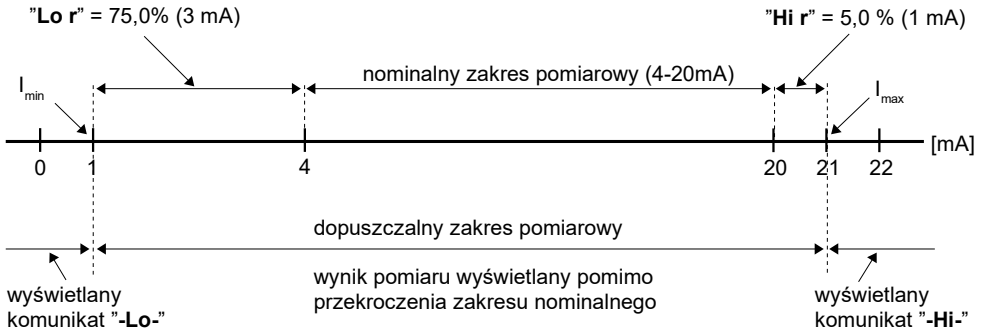 "Lo r" = 75,0% (3 mA)
"Hi r" = 5,0 % (1 mA)
nominalny zakres pomiarowy (4-20mA)
I min
I max
[mA]
0 1 4 20 21 22
dopuszczalny zakres pomiarowy
wynik pomiaru wyświetlany pomimo
przekroczenia zakresu nominalnego
wyświetlany
komunikat "-Lo-"
wyświetlany
komunikat "-Hi-"